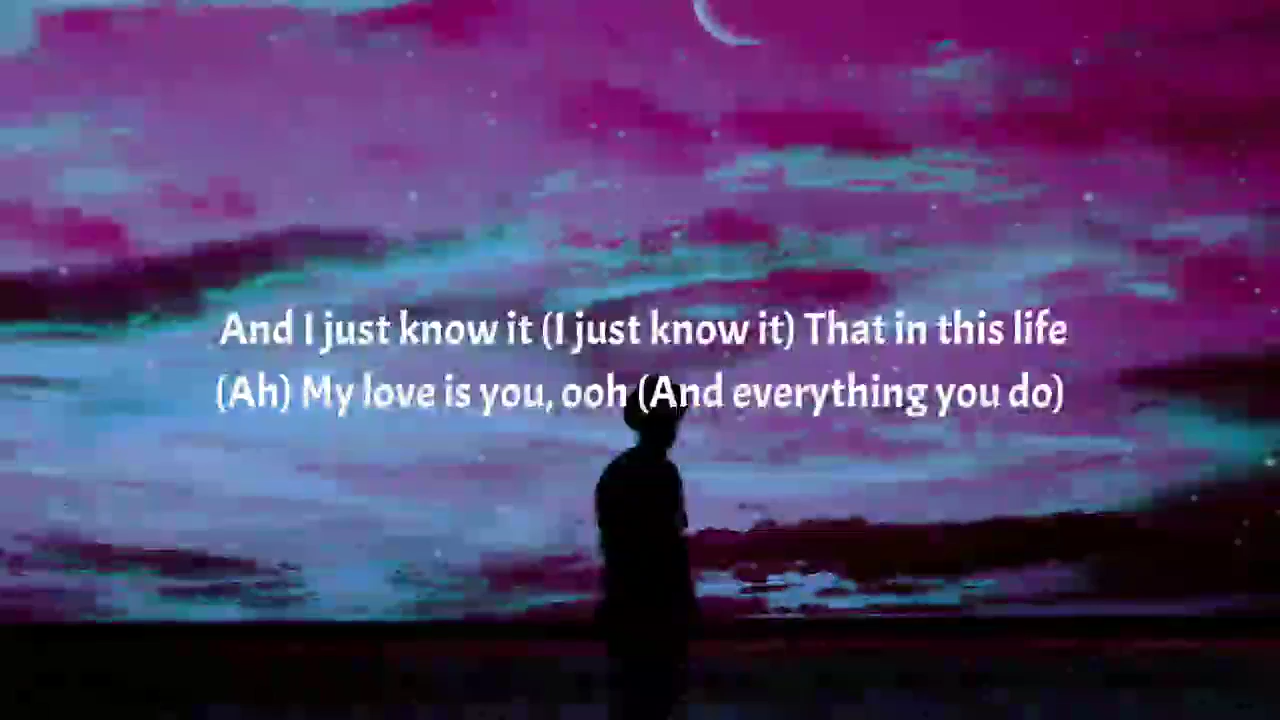 And I just know it (I just know it) That in this life
(Ah) My love is you, ooh (And everything you do)